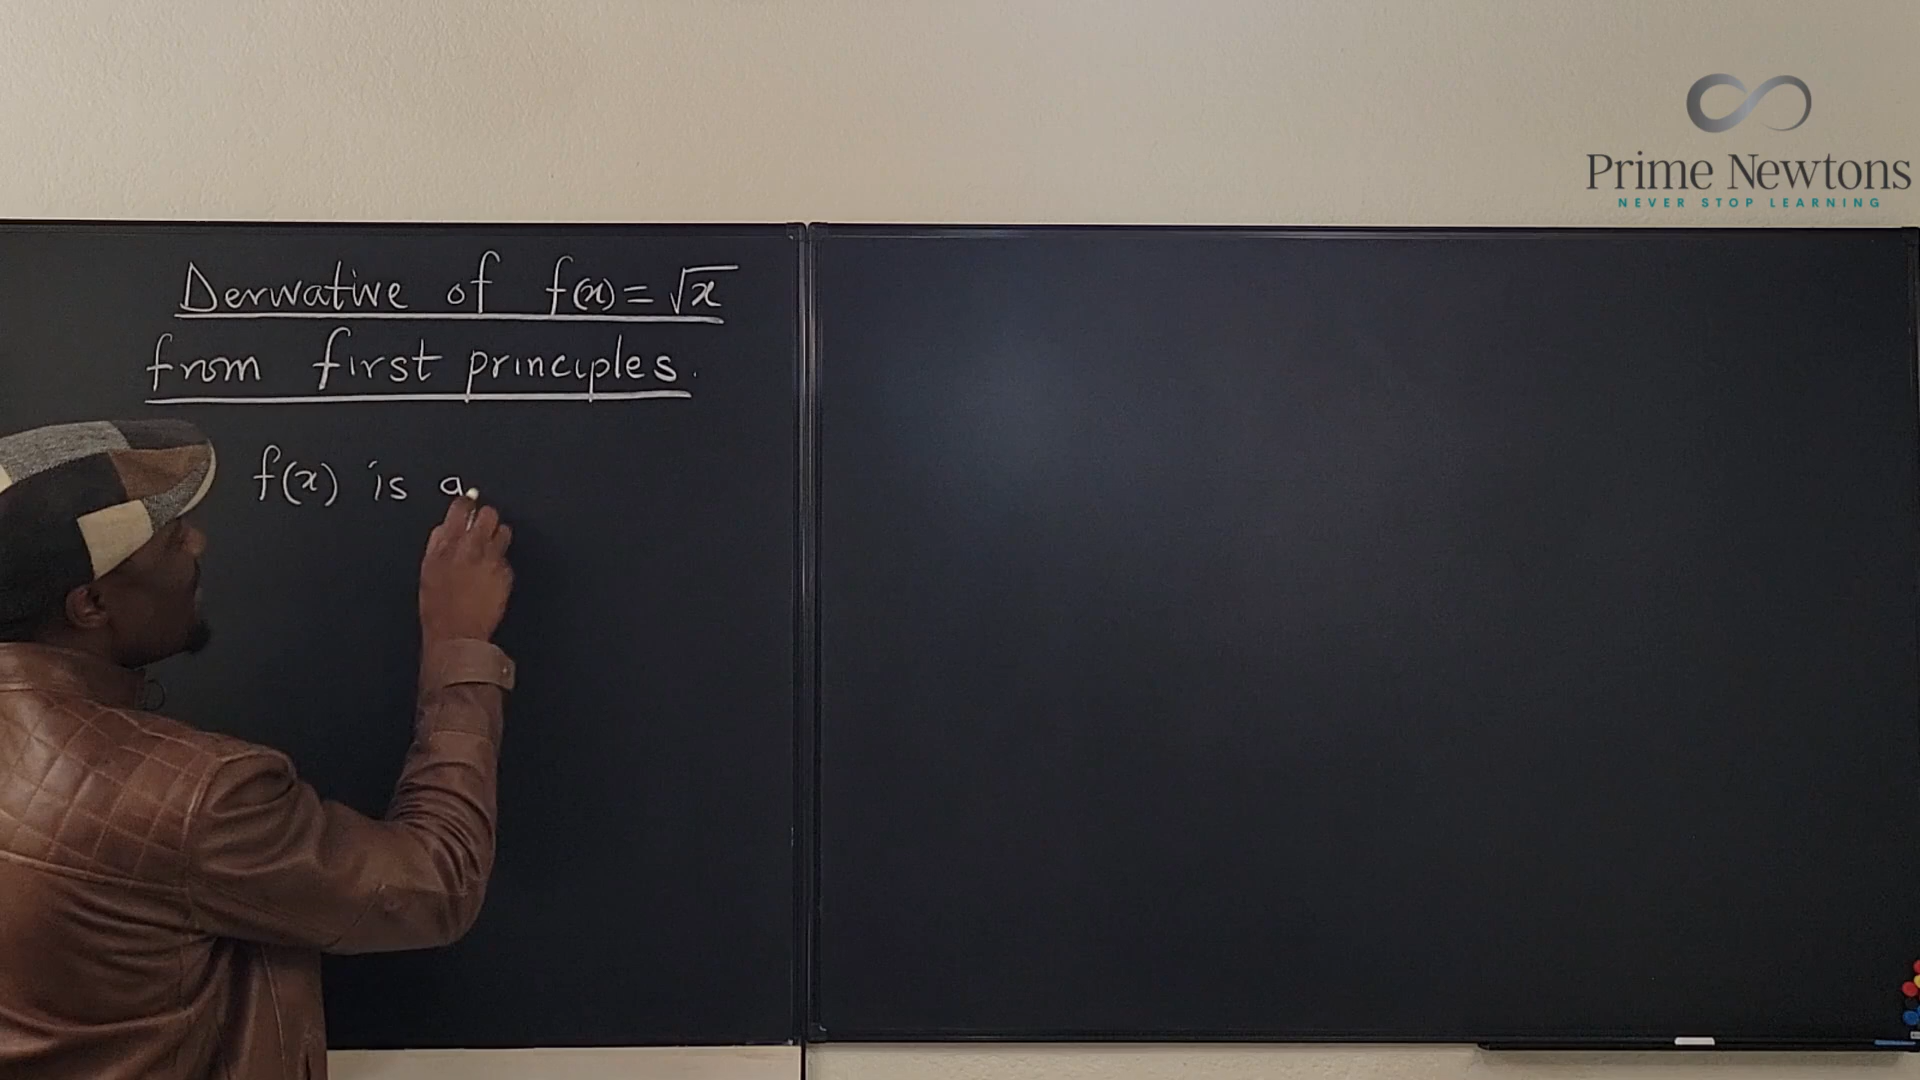 Prime Newtons
NEVER STOP LEARNING
Derivative of f(x) = √x
from first principles.
f(x) is a